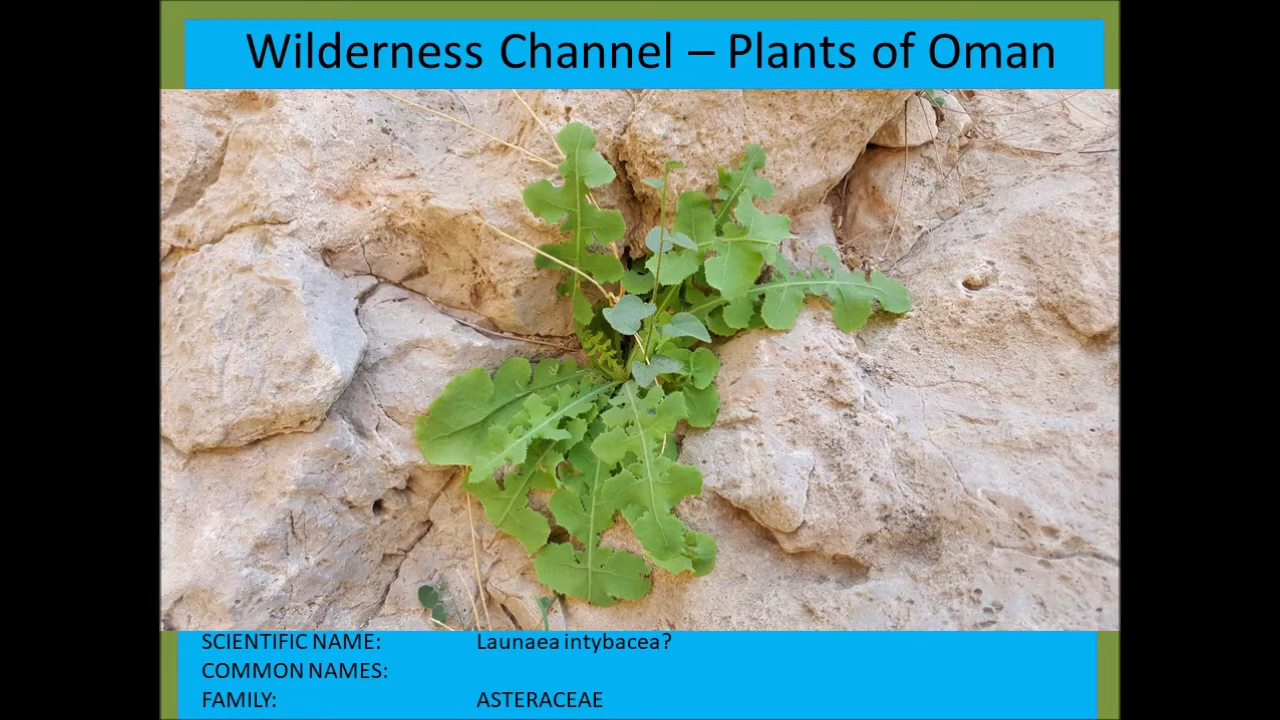 Wilderness Channel – Plants of Oman
SCIENTIFIC NAME: Launaea intybacea?
COMMON NAMES:
FAMILY: ASTERACEAE